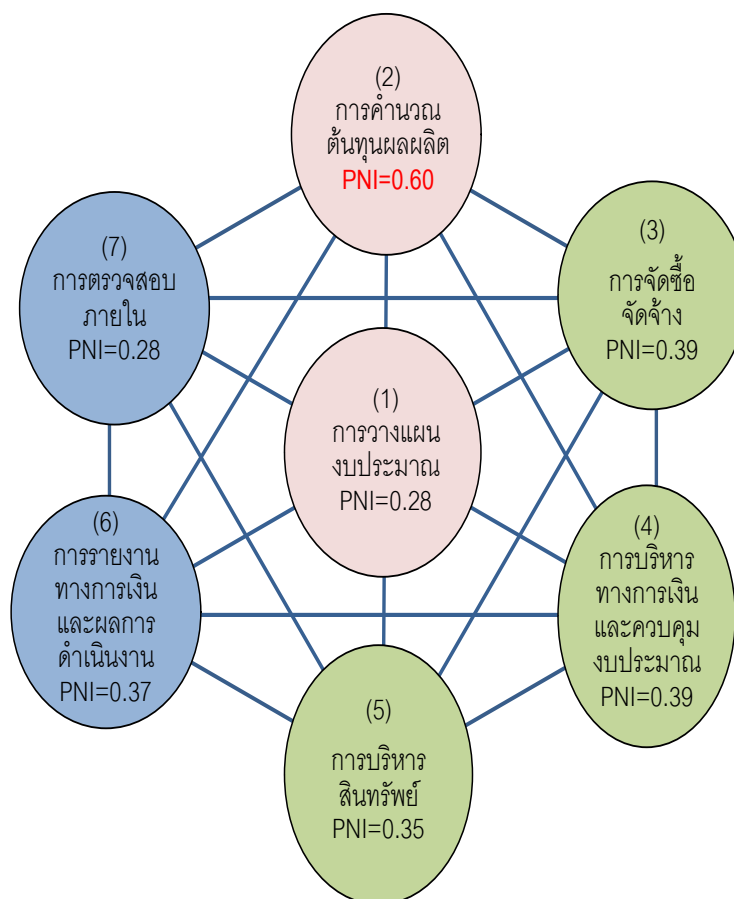 (2)
การคำนวณ
ต้นทุนผลผลิต
PNI=0.60
(3)
การจัดซื้อ
จัดจ้าง
PNI=0.39
(7)
การตรวจสอบ
ภายใน
PNI=0.28
(1)
การวางแผน
งบประมาณ
PNI=0.28
(6)
การรายงาน
ทางการเงิน
และผลการ
ดำเนินงาน
PNI=0.37
(4)
การบริหาร
ทางการเงิน
และควบคุม
งบประมาณ
PNI=0.39
(5)
การบริหาร
สินทรัพย์
PNI=0.35